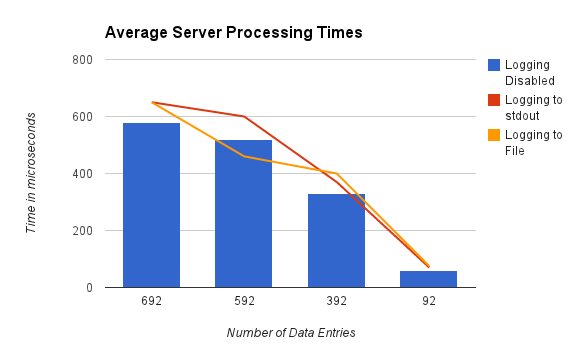 Average Server Processing Times
800
600
400
200
0
Time in microseconds
692 592 392 92
Number of Data Entries
Logging
Disabled
Logging to
stdout
Logging to
File